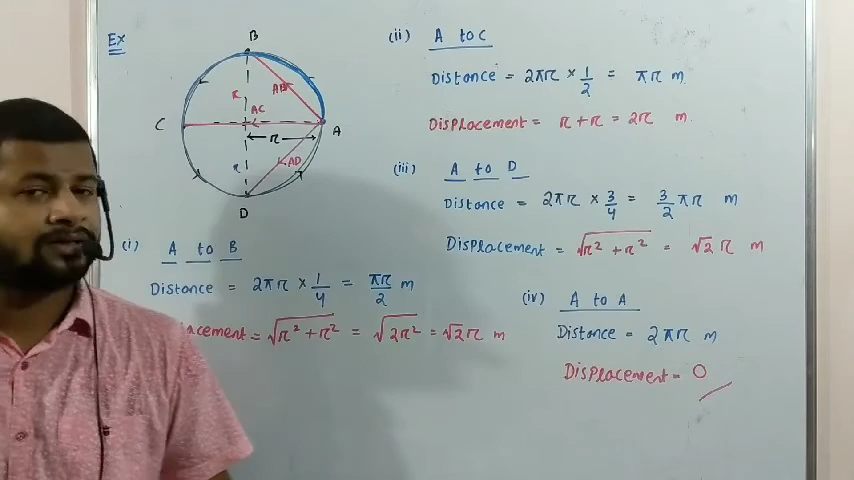 Ex
B
AB
r
AC
C
A
r
AD
r
D
(i) A to B
Distance = 2πr × 1/4 = πr/2 m
acement = √r² + r² = √2r² = √2r m
(ii) A to C
Distance = 2πr × 1/2 = πr m.
Displacement = r + r = 2r m.
(iii) A to D
Distance = 2πr × 3/4 = 3/2 πr m
Displacement = √r² + r² = √2 r m
(iv) A to A
Distance = 2πr m
Displacement = 0